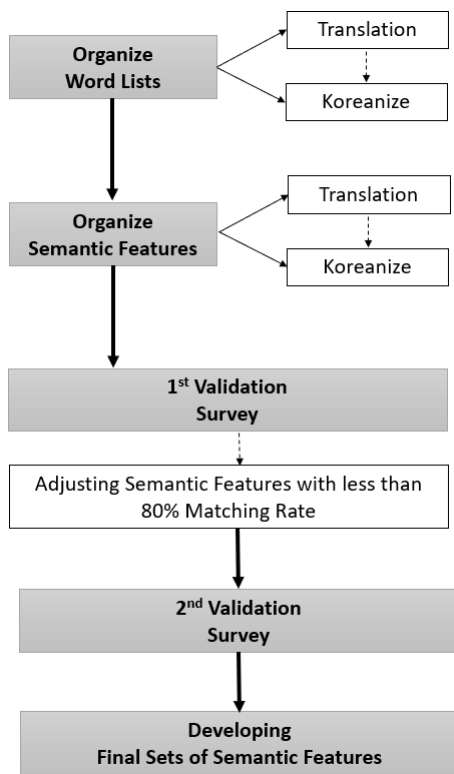 Organize
Word Lists
Translation
Koreanize
Organize
Semantic Features
Translation
Koreanize
1st Validation
Survey
Adjusting Semantic Features with less than
80% Matching Rate
2nd Validation
Survey
Developing
Final Sets of Semantic Features